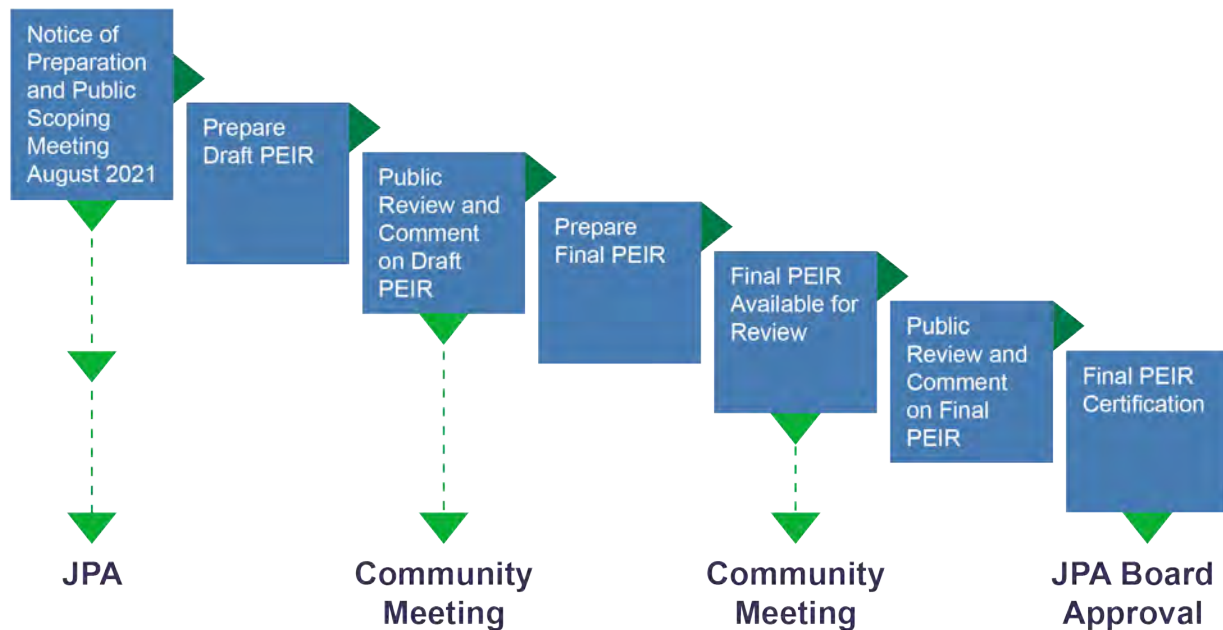 Notice of
Preparation
and Public
Scoping
Meeting
August 2021
Prepare
Draft PEIR
Public
Review and
Comment
on Draft
PEIR
Prepare
Final PEIR
Final PEIR
Available for
Review
Public
Review and
Comment
on Final
PEIR
Final PEIR
Certification
JPA
Community
Meeting
Community
Meeting
JPA Board
Approval